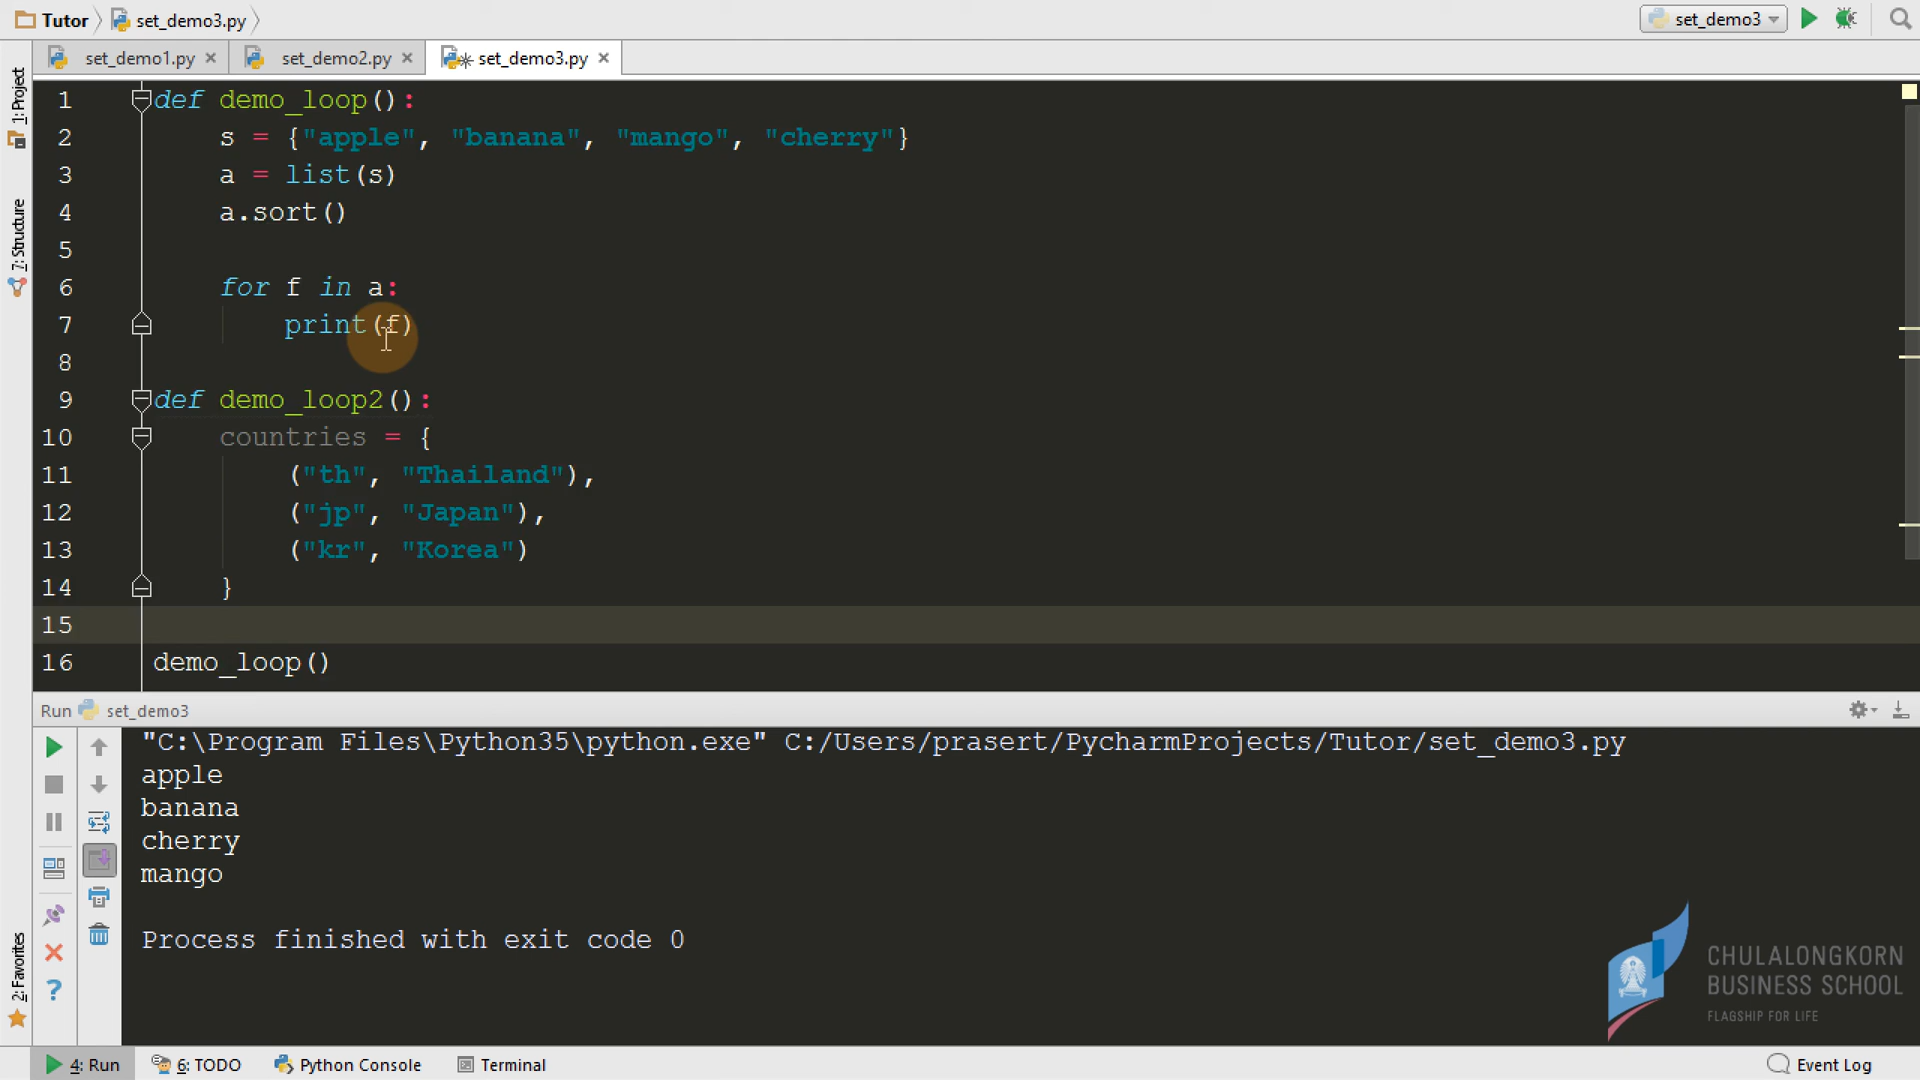 Tutor set_demo3.py set_demo3
set_demo1.py set_demo2.py set_demo3.py
1: Project
7: Structure
2: Favorites
1 def demo_loop():
2 s = {"apple", "banana", "mango", "cherry"}
3 a = list(s)
4 a.sort()
5
6 for f in a:
7 print(f)
8
9 def demo_loop2():
10 countries = {
11 ("th", "Thailand"),
12 ("jp", "Japan"),
13 ("kr", "Korea")
14 }
15
16 demo_loop()
Run set_demo3
"C:\Program Files\Python35\python.exe" C:/Users/prasert/PycharmProjects/Tutor/set_demo3.py
apple
banana
cherry
mango
Process finished with exit code 0
CHULALONGKORN
BUSINESS SCHOOL
FLAGSHIP FOR LIFE
4: Run 6: TODO Python Console Terminal Event Log